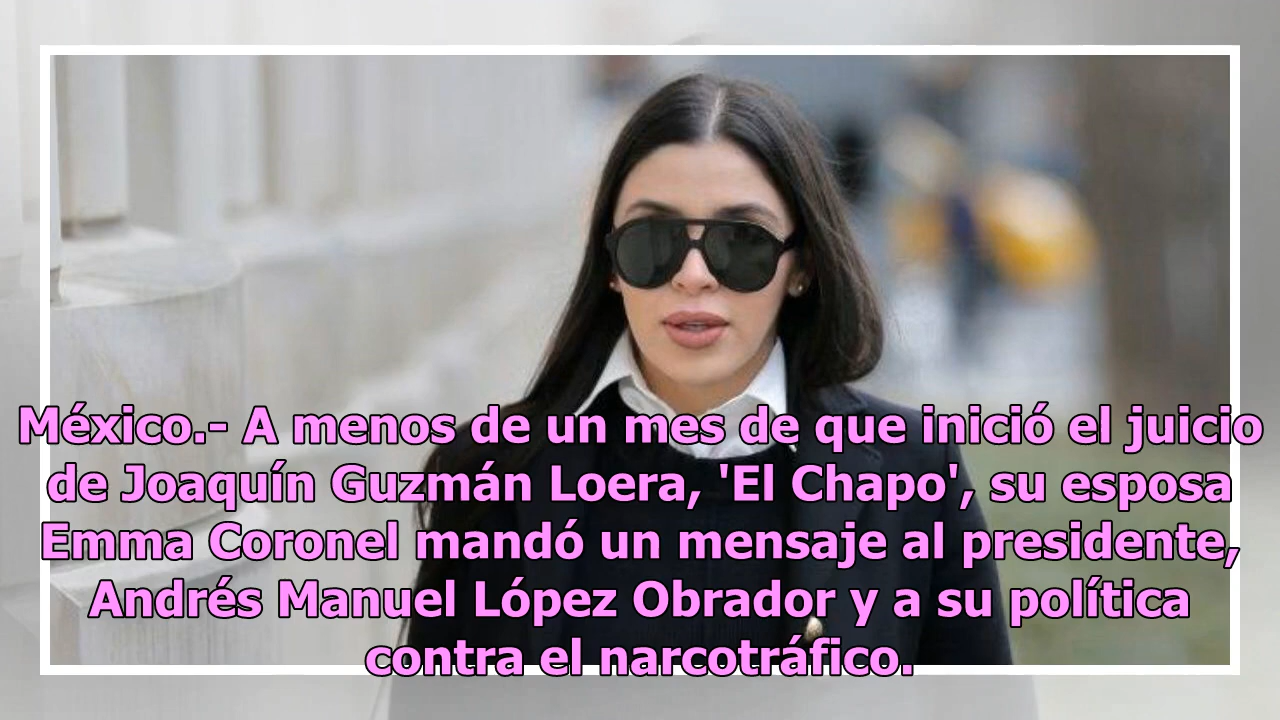 México.- A menos de un mes de que inició el juicio
de Joaquín Guzmán Loera, 'El Chapo', su esposa
Emma Coronel mandó un mensaje al presidente,
Andrés Manuel López Obrador y a su política
contra el narcotráfico.